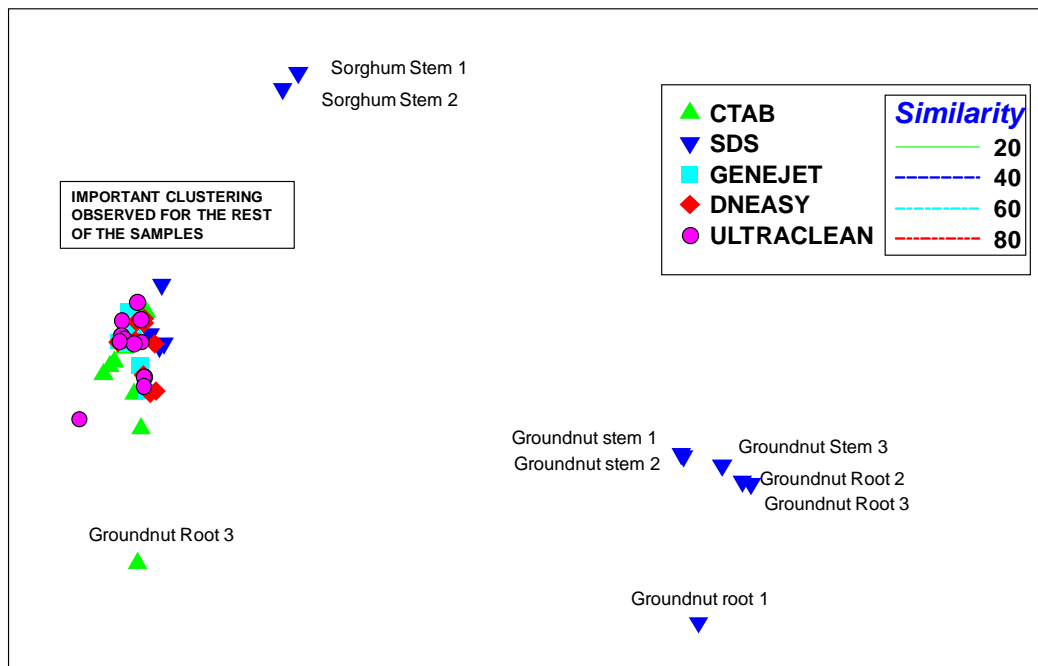 Sorghum Stem 1
Sorghum Stem 2
CTAB
SDS
GENEJET
DNEASY
ULTRACLEAN
Similarity
20
40
60
80
IMPORTANT CLUSTERING
OBSERVED FOR THE REST
OF THE SAMPLES
Groundnut stem 1
Groundnut stem 2
Groundnut Stem 3
Groundnut Root 2
Groundnut Root 3
Groundnut Root 3
Groundnut root 1